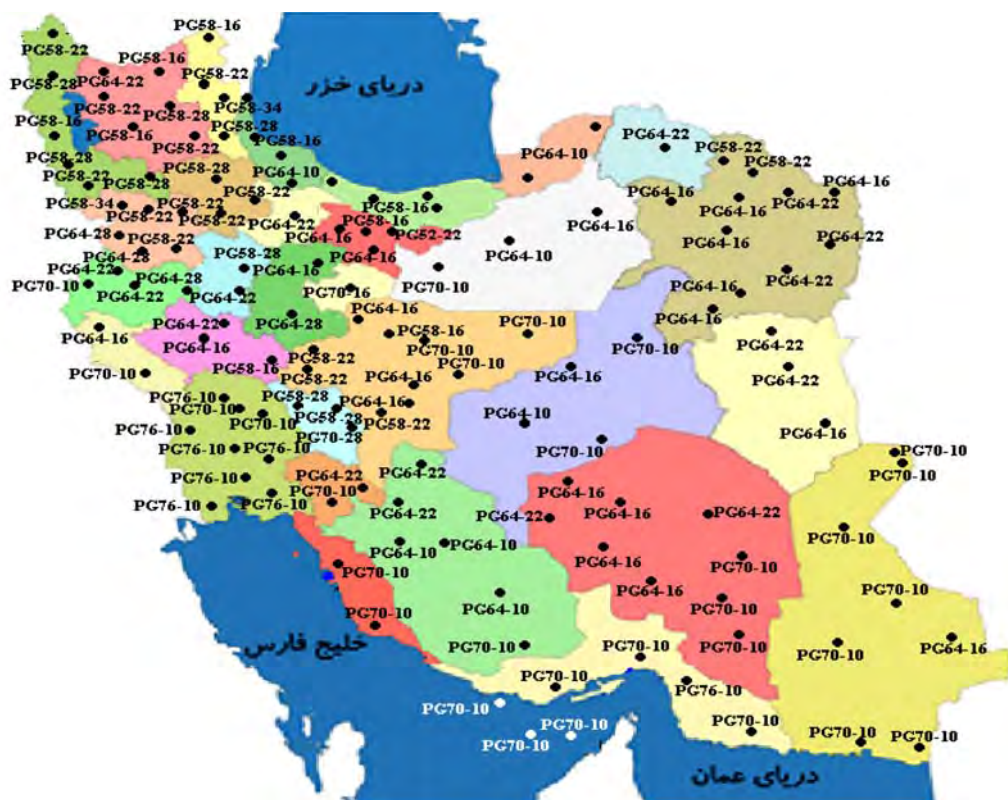 PG58-16
PG58-22
PG58-16
دریای خزر
PG58-28
PG64-22
PG58-22
PG58-34
PG58-22
PG58-28
PG58-16
PG58-16
PG58-28
PG58-16
PG64-22
PG58-22
PG58-22
PG58-28
PG58-22
PG58-28
PG58-28
PG64-10
PG64-10
PG58-22
PG58-34
PG58-22
PG58-22
PG58-22
PG58-22
PG64-22
PG58-16
PG58-16
PG52-22
PG64-16
PG64-16
PG64-16
PG64-22
PG64-16
PG64-28
PG64-28
PG58-22
PG58-28
PG64-16
PG64-16
PG64-16
PG64-10
PG64-16
PG64-22
PG64-22
PG70-10
PG64-28
PG64-22
PG64-22
PG70-16
PG70-10
PG64-22
PG64-16
PG64-16
PG64-16
PG64-22
PG64-16
PG64-28
PG58-16
PG70-10
PG70-10
PG70-10
PG64-22
PG58-22
PG58-16
PG70-10
PG58-22
PG64-16
PG64-16
PG64-22
PG70-10
PG76-10
PG70-10
PG58-28
PG64-16
PG58-22
PG64-10
PG64-16
PG76-10
PG70-28
PG70-10
PG70-10
PG76-10
PG76-10
PG70-10
PG76-10
PG64-22
PG64-22
PG70-10
PG64-16
PG76-10
PG76-10
PG64-22
PG64-22
PG64-16
PG64-22
PG70-10
PG64-10
PG64-10
PG64-16
PG70-10
PG70-10
PG64-16
PG70-10
PG70-10
PG64-10
PG70-10
خلیج فارس
PG70-10
PG70-10
PG70-10
PG70-10
PG64-16
PG70-10
PG76-10
PG70-10
PG70-10
PG70-10
PG70-10
PG70-10
PG70-10
دریای عمان